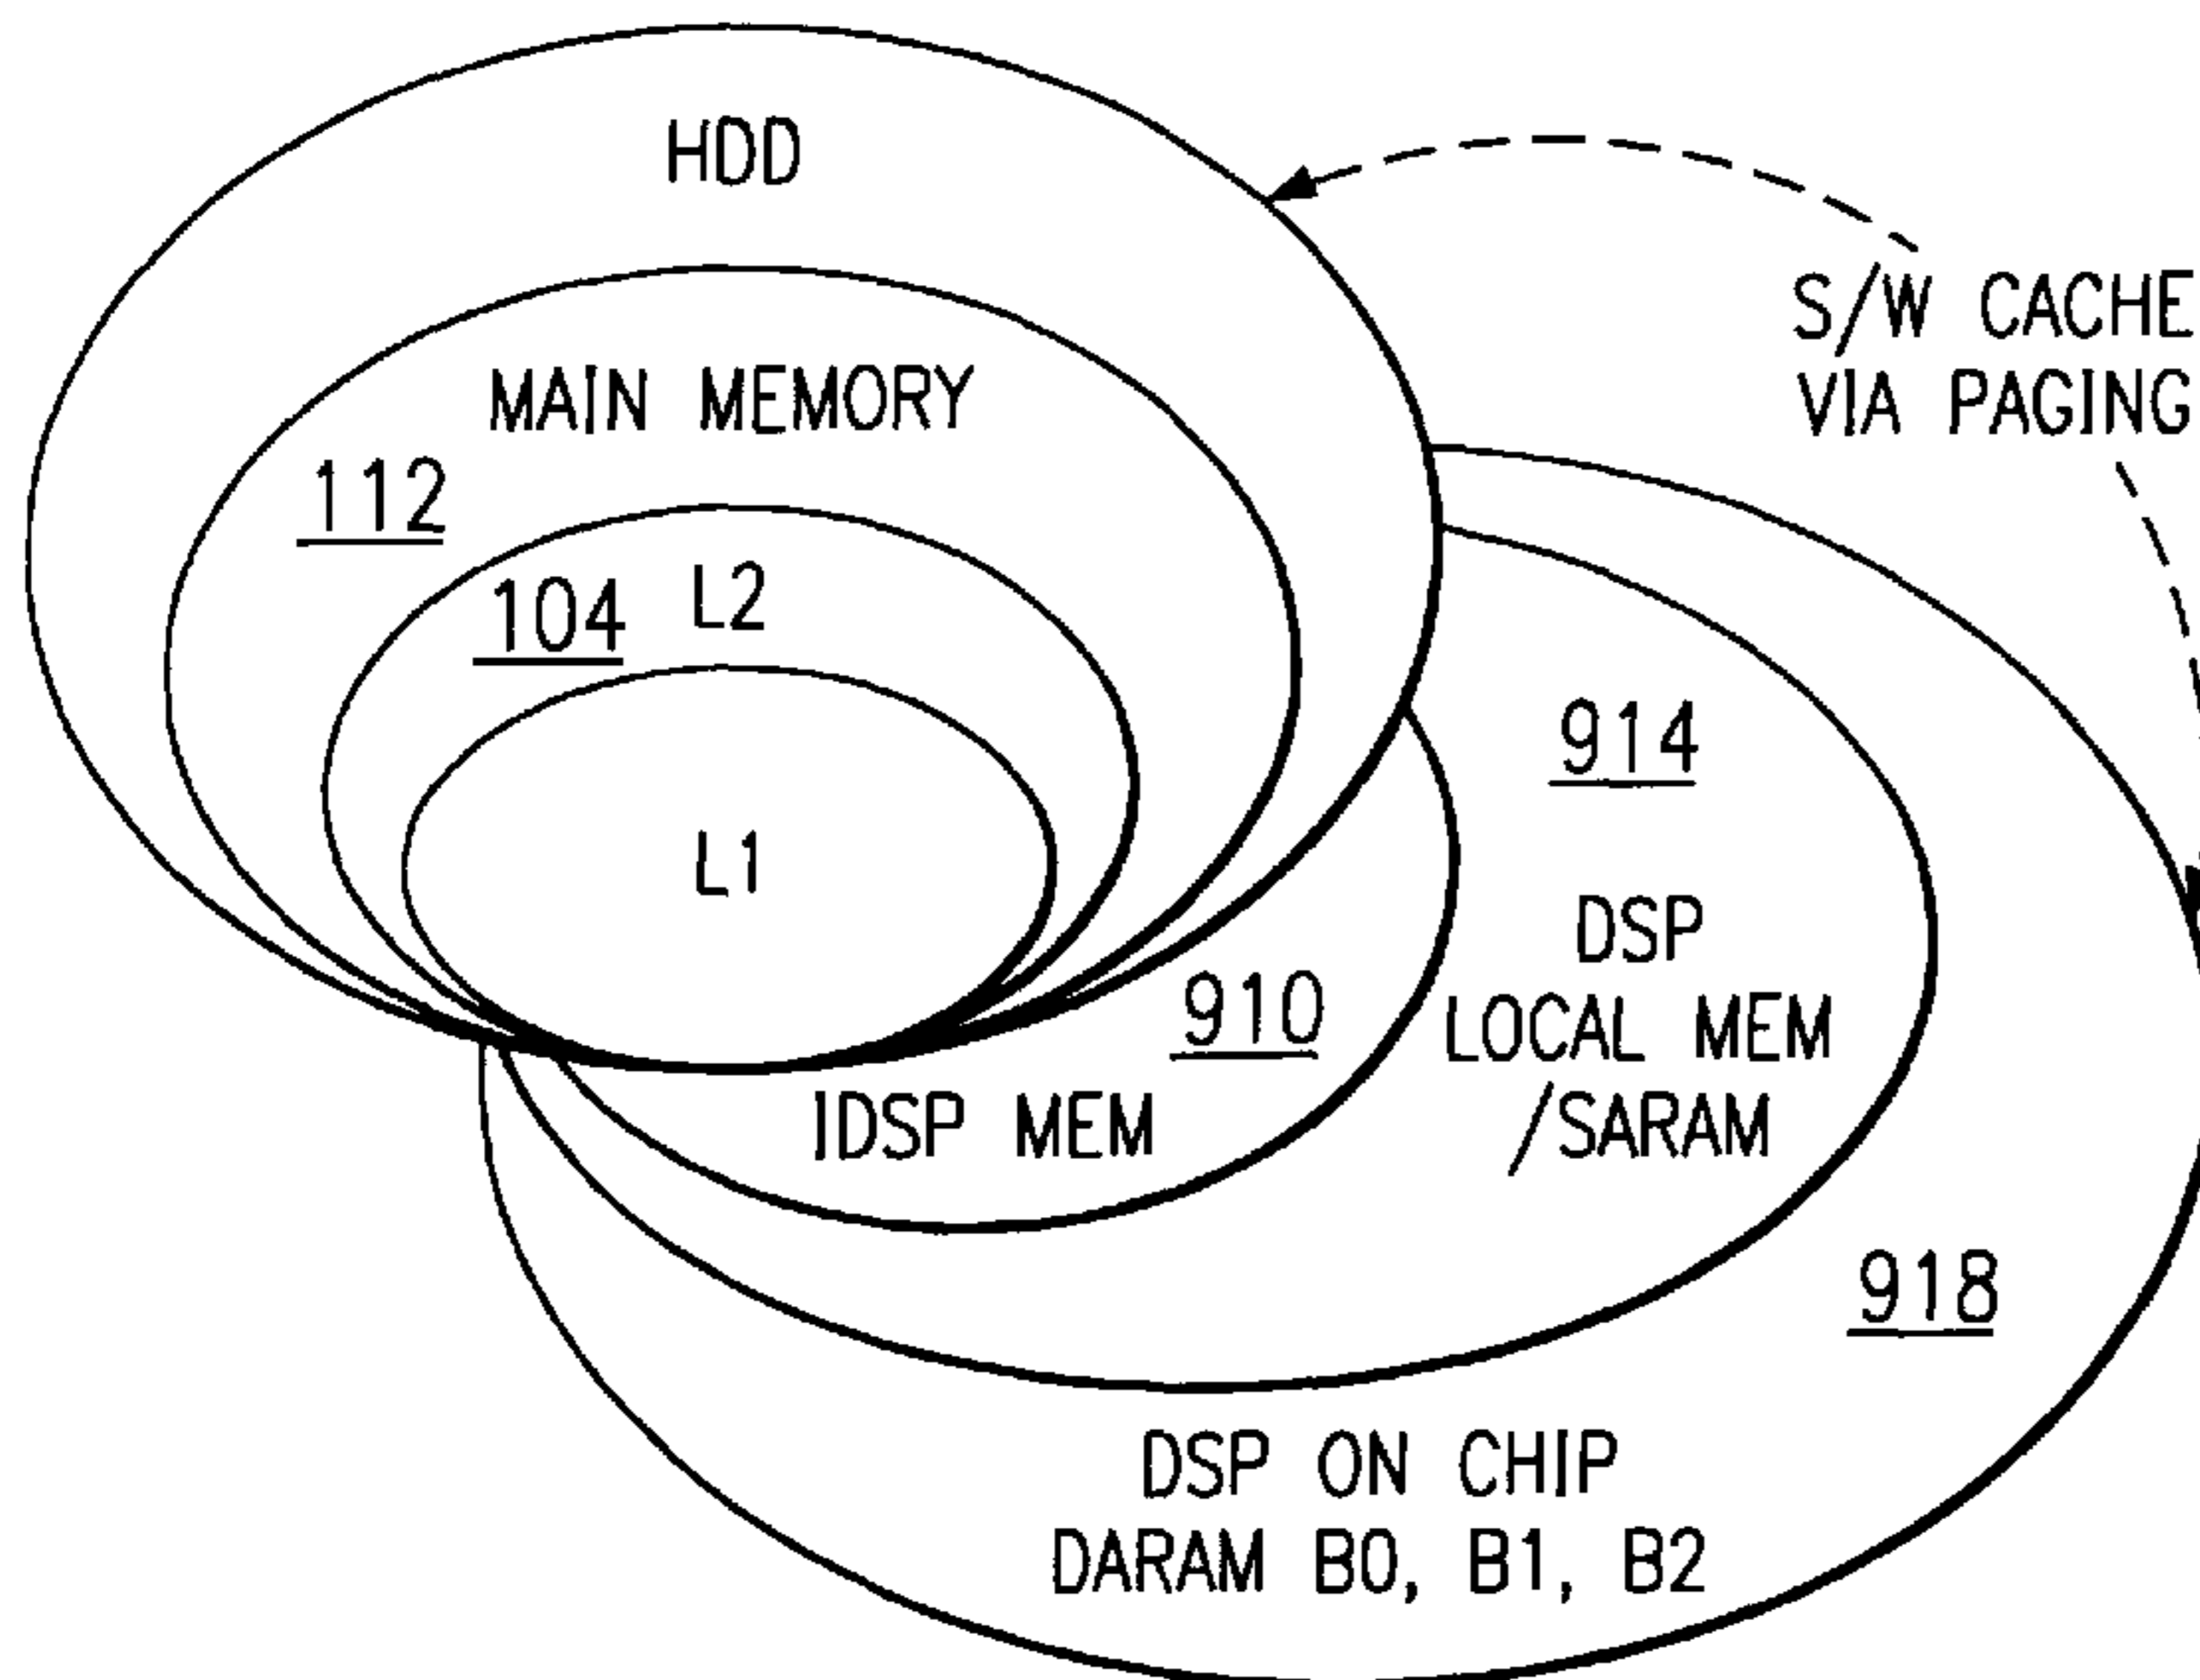 HDD
S/W CACHE
VIA PAGING
MAIN MEMORY
112
L2
104
L1
914
DSP
LOCAL MEM
/SARAM
910
IDSP MEM
918
DSP ON CHIP
DARAM B0, B1, B2